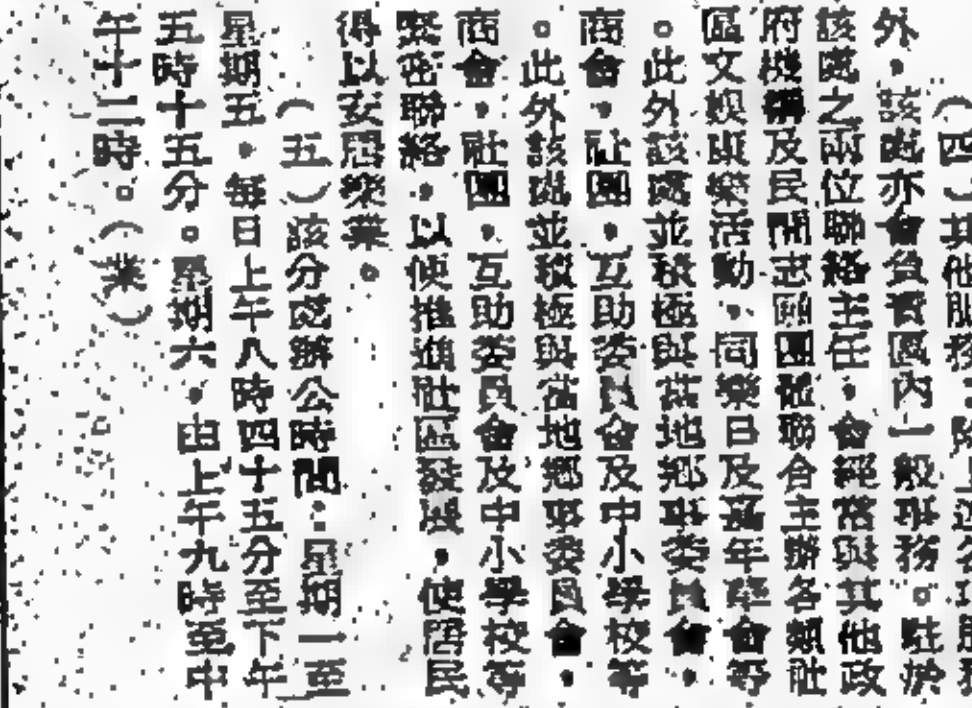 （四）其他服務：除上述各項服務
外，該處亦會負責區內一般事務。駐於
該處之兩位聯絡主任，會經常與其他政
府機構及民間志願團體聯合主辦各類社
區文娛康樂活動，同樂日及嘉年華會等
。此外該處並積極與當地鄉事委員會，
商會，社團，互助委員會及中小學校等
。此外該處並積極與當地鄉事委員會，
商會，社團，互助委員會及中小學校等
緊密聯絡，以便推進社區發展，使居民
得以安居樂業。
（五）該分處辦公時間：星期一至
星期五，每日上午八時四十五分至下午
五時十五分。星期六，由上午九時至中
午十二時。（業）